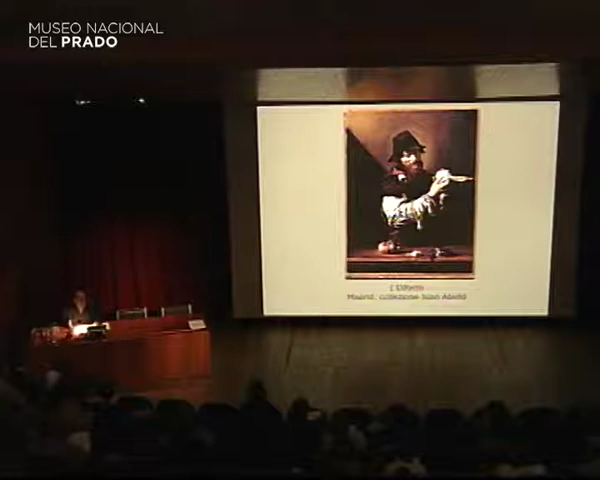 MUSEO NACIONAL
DEL PRADO
L'Olfatto
Madrid, collezione Juan Abelló